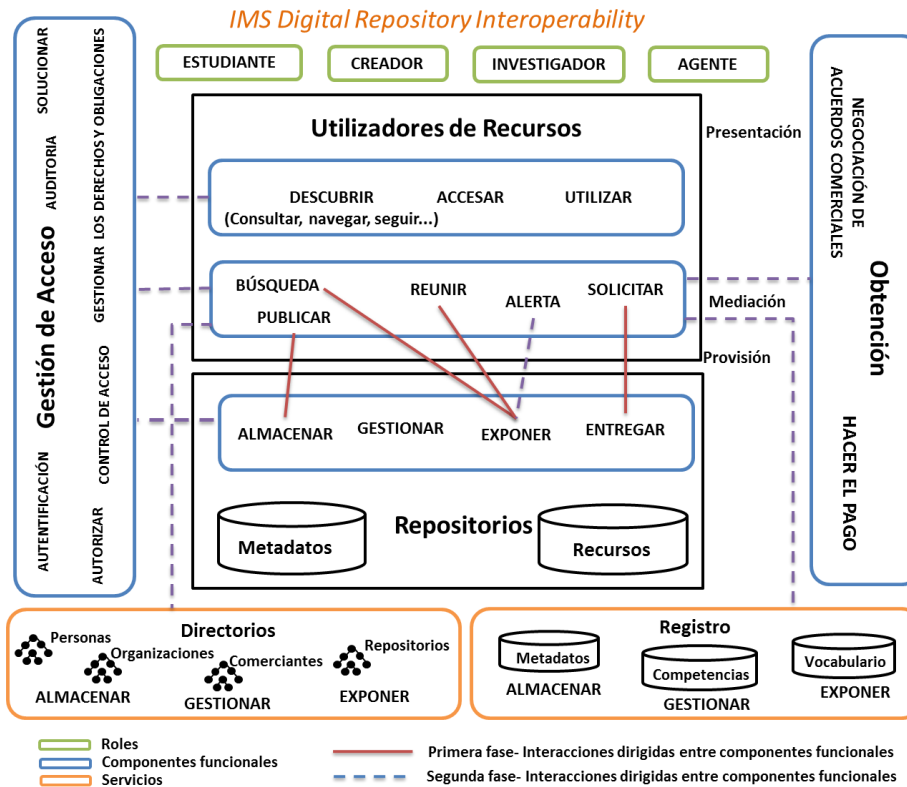 IMS Digital Repository Interoperability
ESTUDIANTE
CREADOR
INVESTIGADOR
AGENTE
Gestión de Acceso
SOLUCIONAR
AUDITORIA
AUTENTIFICACIÓN
GESTIONAR LOS DERECHOS Y OBLIGACIONES
CONTROL DE ACCESO
AUTORIZAR
Utilizadores de Recursos
DESCUBRIR
ACCESAR
UTILIZAR
(Consultar, navegar, seguir...)
BÚSQUEDA
REUNIR
ALERTA
SOLICITAR
PUBLICAR
Presentación
Mediación
Provisión
ALMACENAR
GESTIONAR
EXPONER
ENTREGAR
Repositorios
Metadatos
Recursos
NEGOCIACIÓN DE
ACUERDOS COMERCIALES
Obtención
HACER EL PAGO
Directorios
Personas
Organizaciones
Comerciantes
Repositorios
ALMACENAR
GESTIONAR
EXPONER
Registro
Metadatos
Competencias
Vocabulario
ALMACENAR
GESTIONAR
EXPONER
Roles
Componentes funcionales
Servicios
Primera fase- Interacciones dirigidas entre componentes funcionales
Segunda fase- Interacciones dirigidas entre componentes funcionales